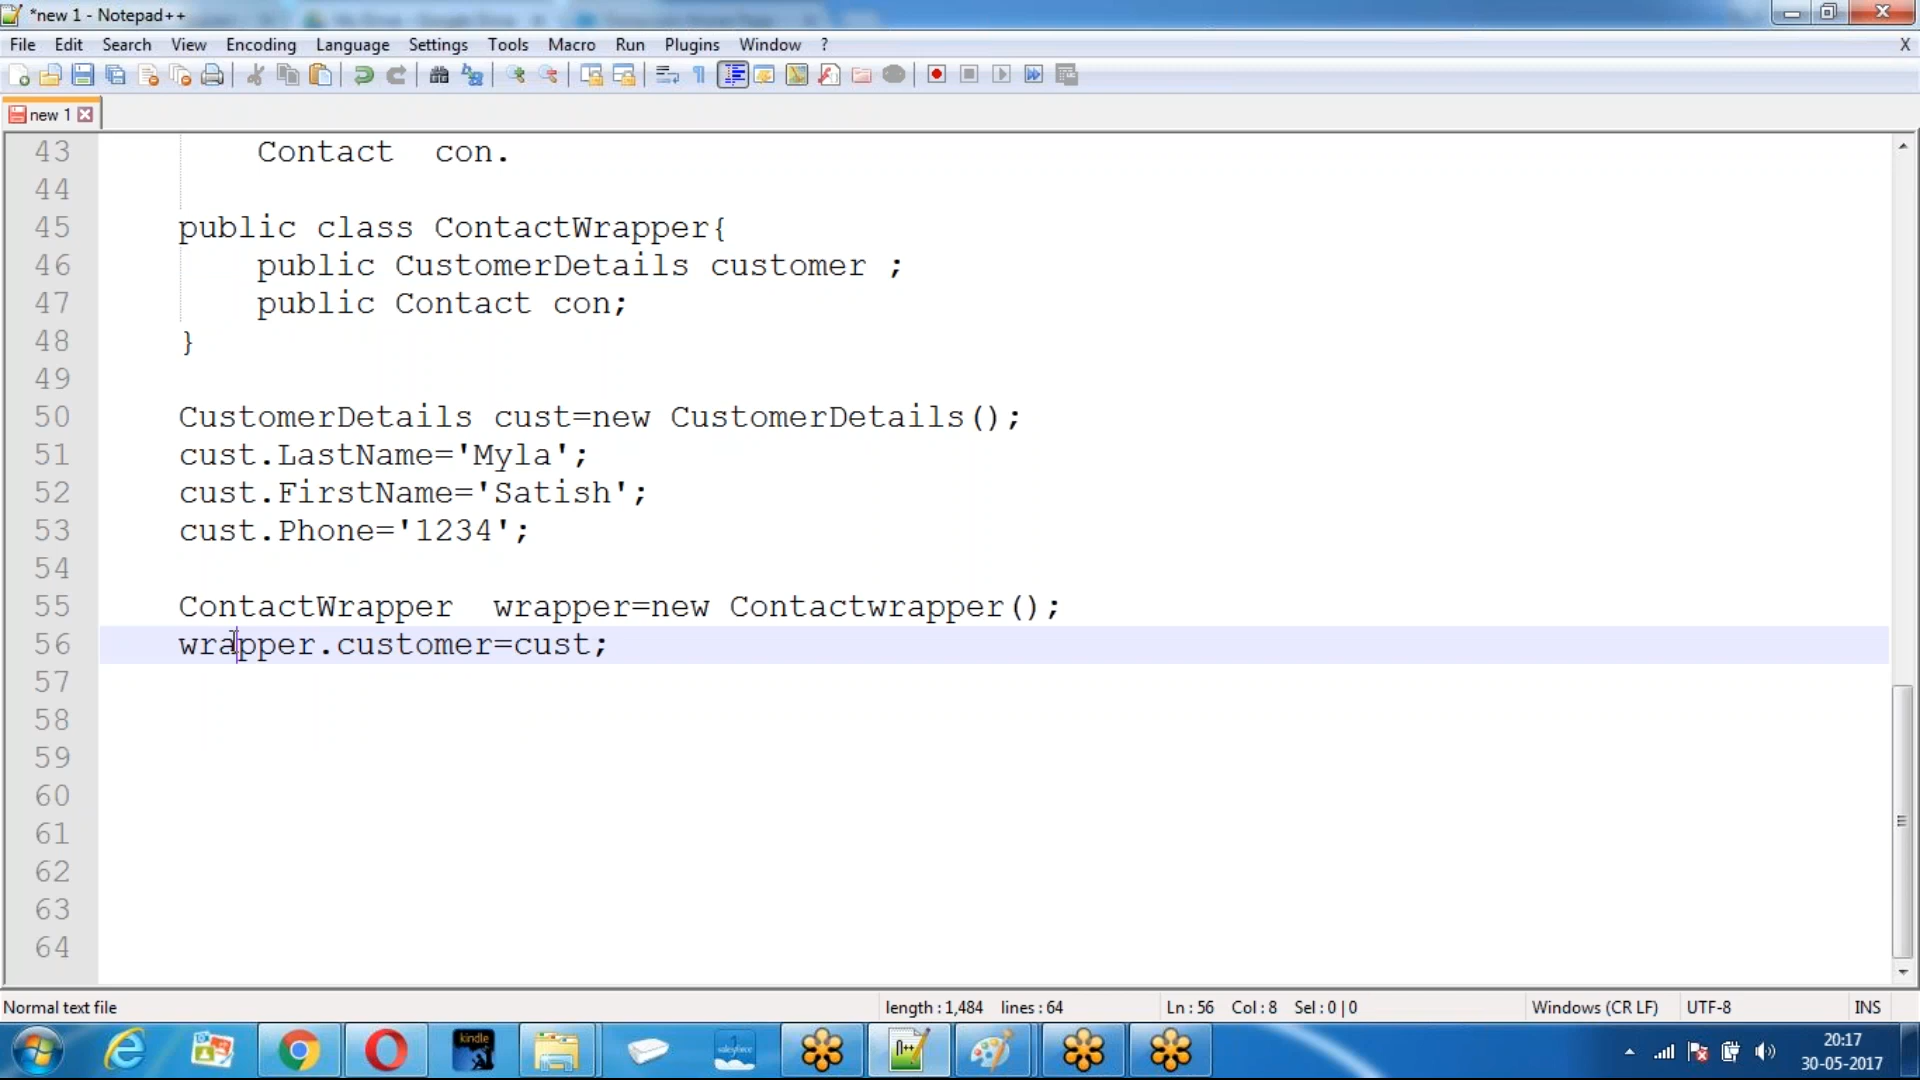 *new 1 - Notepad++
File Edit Search View Encoding Language Settings Tools Macro Run Plugins Window ? X
new 1
43 Contact  con.
44
45 public class ContactWrapper{
46 public CustomerDetails customer ;
47 public Contact con;
48 }
49
50 CustomerDetails cust=new CustomerDetails();
51 cust.LastName='Myla';
52 cust.FirstName='Satish';
53 cust.Phone='1234';
54
55 ContactWrapper  wrapper=new Contactwrapper();
56 wrapper.customer=cust;
57
58
59
60
61
62
63
64
Normal text file length : 1,484 lines : 64 Ln : 56 Col : 8 Sel : 0 | 0 Windows (CR LF) UTF-8 INS
kindle
salesforce
20:17
30-05-2017